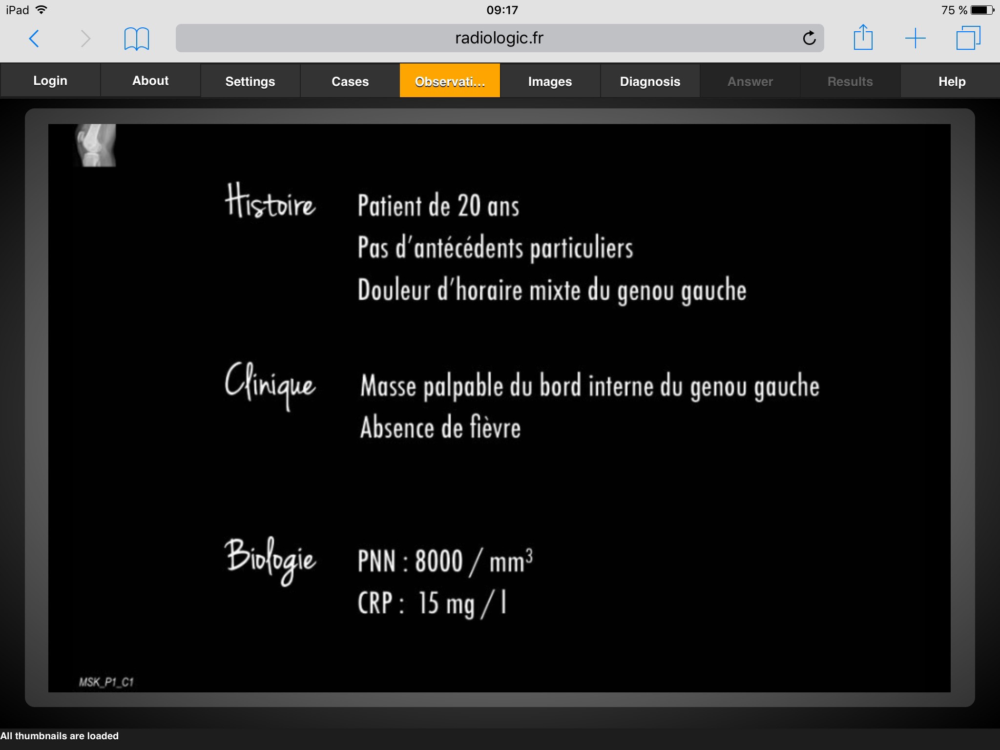 iPad 09:17 75 %
radiologic.fr
Login About Settings Cases Observati... Images Diagnosis Answer Results Help
Histoire Patient de 20 ans
Pas d’antécédents particuliers
Douleur d’horaire mixte du genou gauche
Clinique Masse palpable du bord interne du genou gauche
Absence de fièvre
Biologie PNN : 8000 / mm³
CRP : 15 mg / l
MSK_P1_C1
All thumbnails are loaded